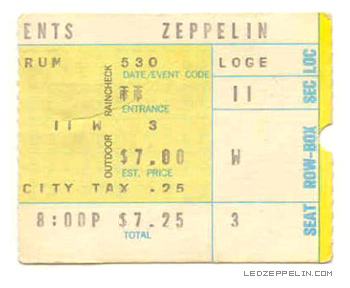 ENTS ZEPPELIN
RUM 530 LOGE
DATE/EVENT CODE
OUTDOOR RAINCHECK
TT 11
ENTRANCE
11 W 3
$7.00 W
EST. PRICE
CITY TAX .25
8:00P $7.25 3
TOTAL
SEAT ROW-BOX SEC LOC
LEDZEPPELIN.COM